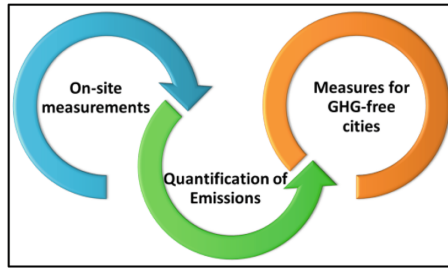 On-site
measurements
Quantification of
Emissions
Measures for
GHG-free
cities